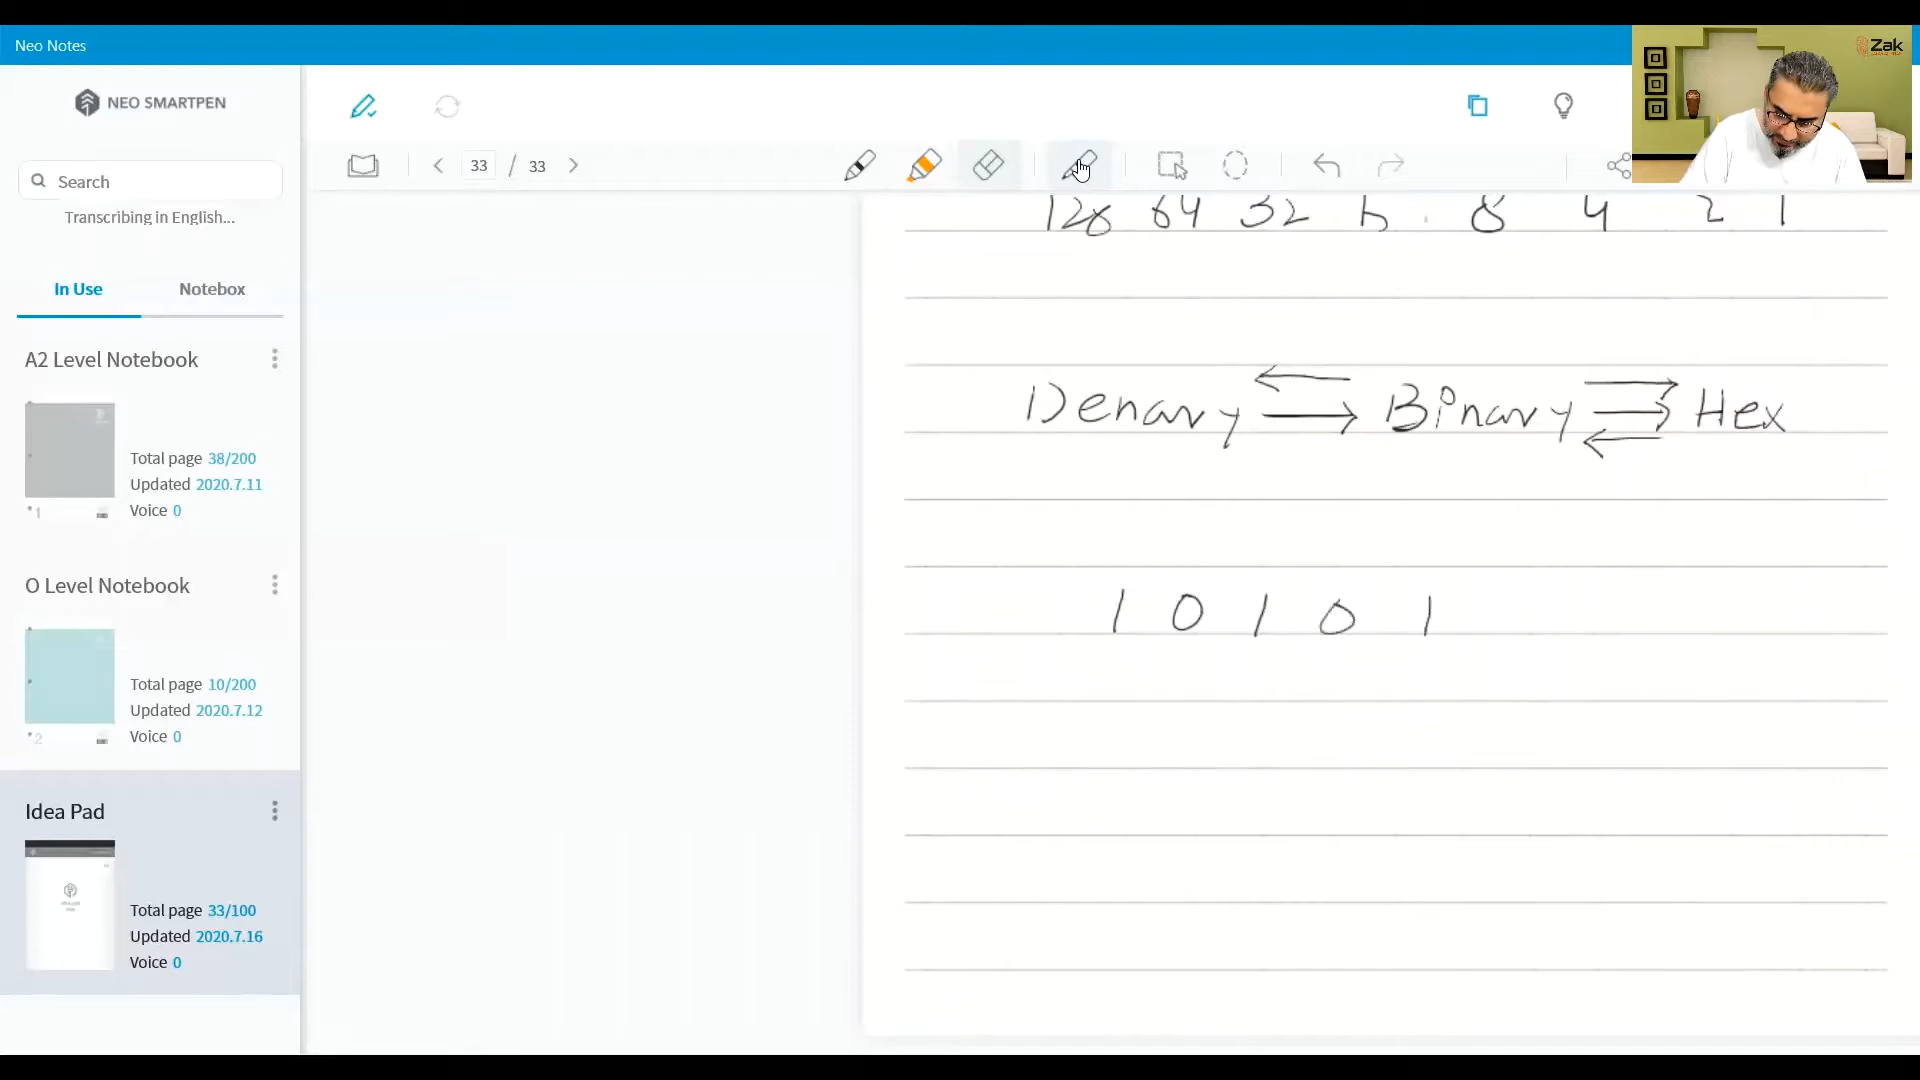 Neo Notes
Zak
NEO SMARTPEN
33 / 33
Search
Transcribing in English...
In Use
Notebox
A2 Level Notebook
Total page 38/200
Updated 2020.7.11
Voice 0
1
O Level Notebook
Total page 10/200
Updated 2020.7.12
Voice 0
2
Idea Pad
Total page 33/100
Updated 2020.7.16
Voice 0
128 64 32 16 8 4 2 1
Denary Binary Hex
1 0 1 0 1